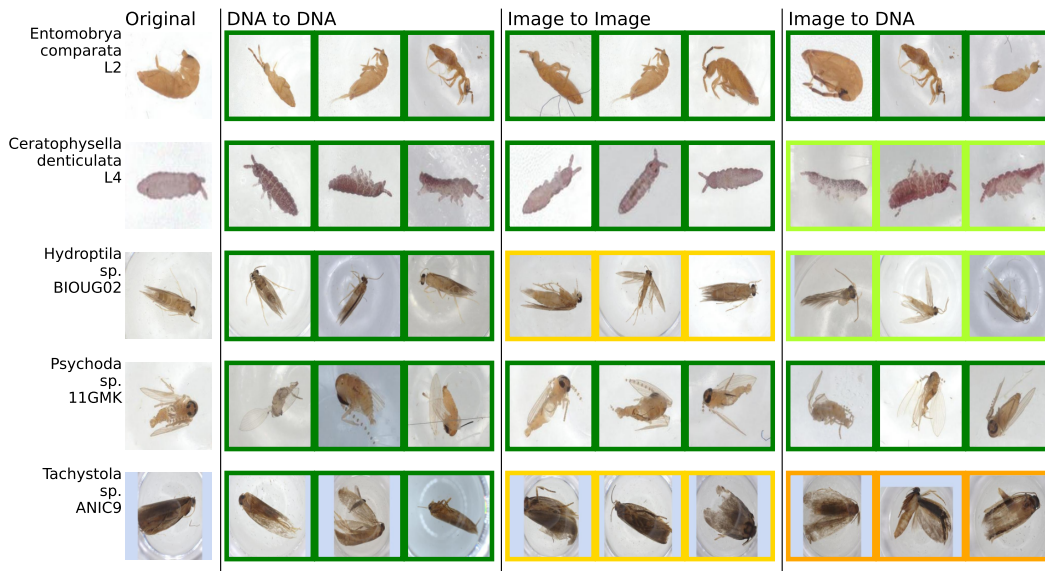 Original
DNA to DNA
Image to Image
Image to DNA
Entomobrya
comparata
L2
Ceratophysella
denticulata
L4
Hydroptila
sp.
BIOUG02
Psychoda
sp.
11GMK
Tachystola
sp.
ANIC9